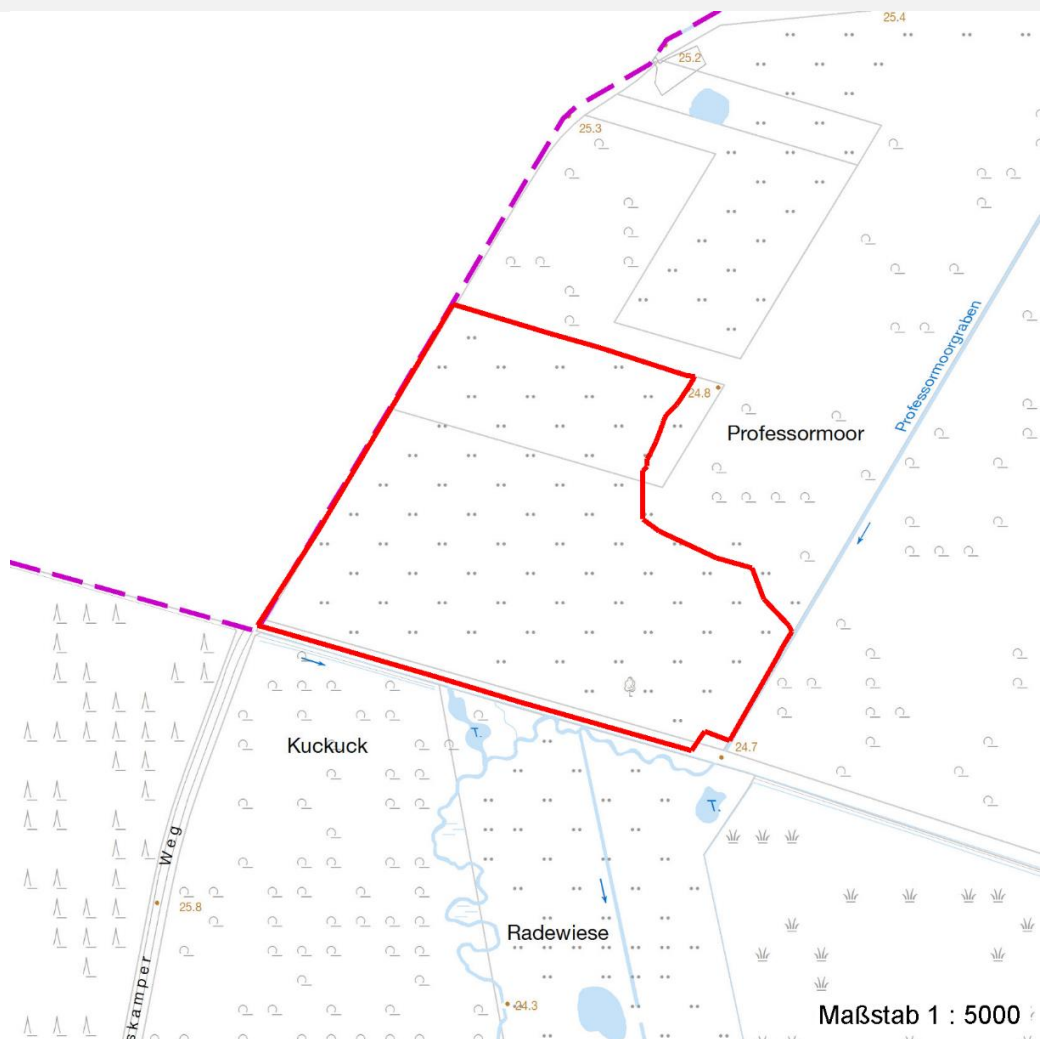 25.4
25.2
25.3
Professormoorgraben
24.8
Professormoor
T.
Kuckuck
24.7
T.
Weg
25.8
Radewiese
skamper
24.3
Maßstab 1 : 5000